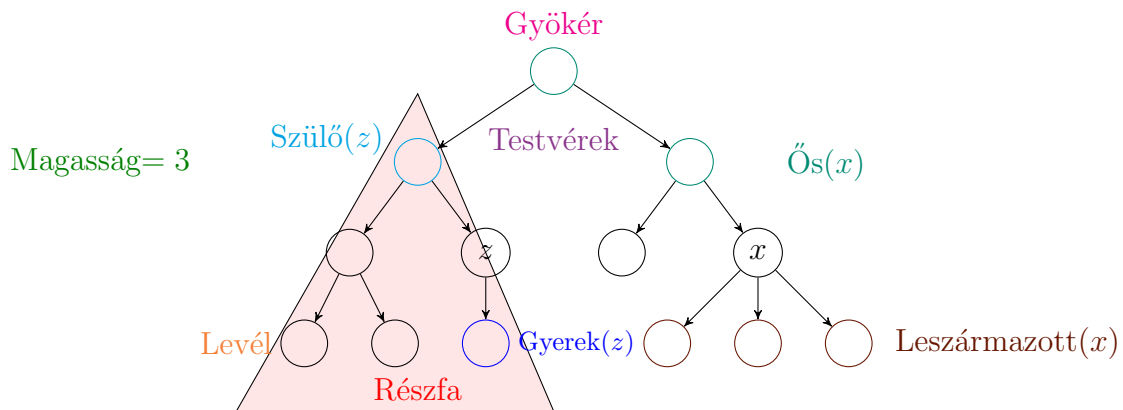 Gyökér
Szülő(z)
Testvérek
Magasság= 3
Ős(x)
z
x
Levél
Gyerek(z)
Leszármazott(x)
Részfa